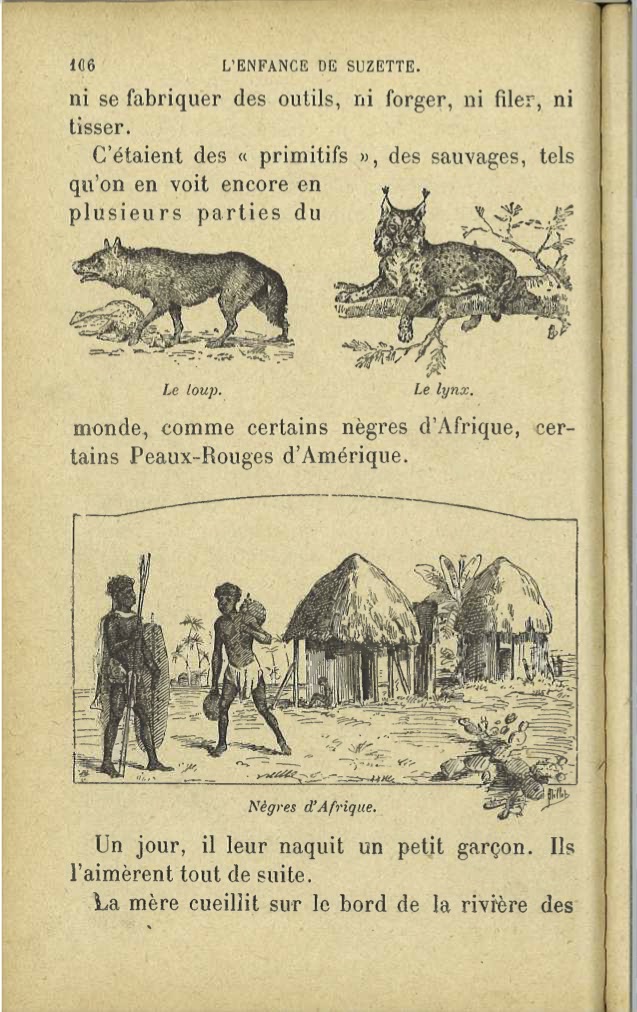 106
L'ENFANCE DE SUZETTE.
ni se fabriquer des outils, ni forger, ni filer, ni
tisser.
C'étaient des « primitifs », des sauvages, tels
qu'on en voit encore en
plusieurs parties du
Le loup.
Le lynx.
monde, comme certains nègres d'Afrique, cer-
tains Peaux-Rouges d'Amérique.
Nègres d'Afrique.
Un jour, il leur naquit un petit garçon. Ils
l'aimèrent tout de suite.
La mère cueillit sur le bord de la rivière des